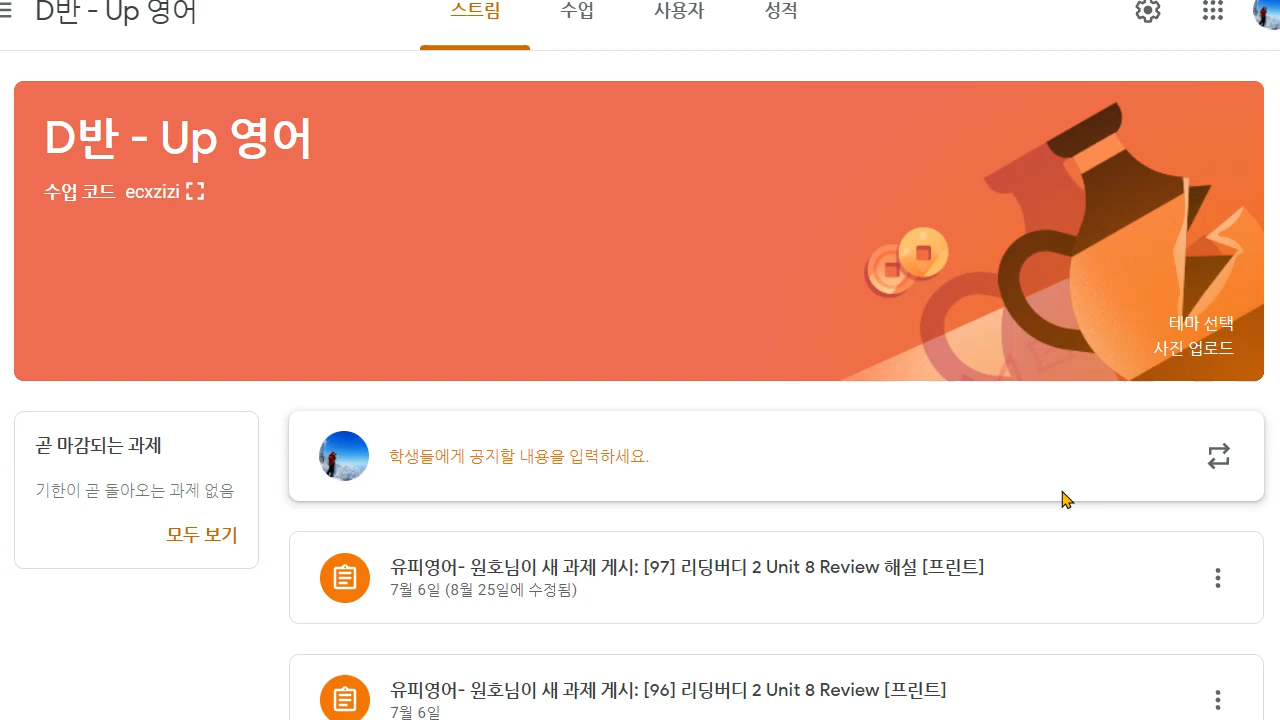 D반 - Up 영어
스트림 수업 사용자 성적
D반 - Up 영어
수업 코드 ecxzizi
테마 선택
사진 업로드
곧 마감되는 과제
기한이 곧 돌아오는 과제 없음
모두 보기
학생들에게 공지할 내용을 입력하세요.
유피영어- 원호님이 새 과제 게시: [97] 리딩버디 2 Unit 8 Review 해설 [프린트]
7월 6일 (8월 25일에 수정됨)
유피영어- 원호님이 새 과제 게시: [96] 리딩버디 2 Unit 8 Review [프린트]
7월 6일